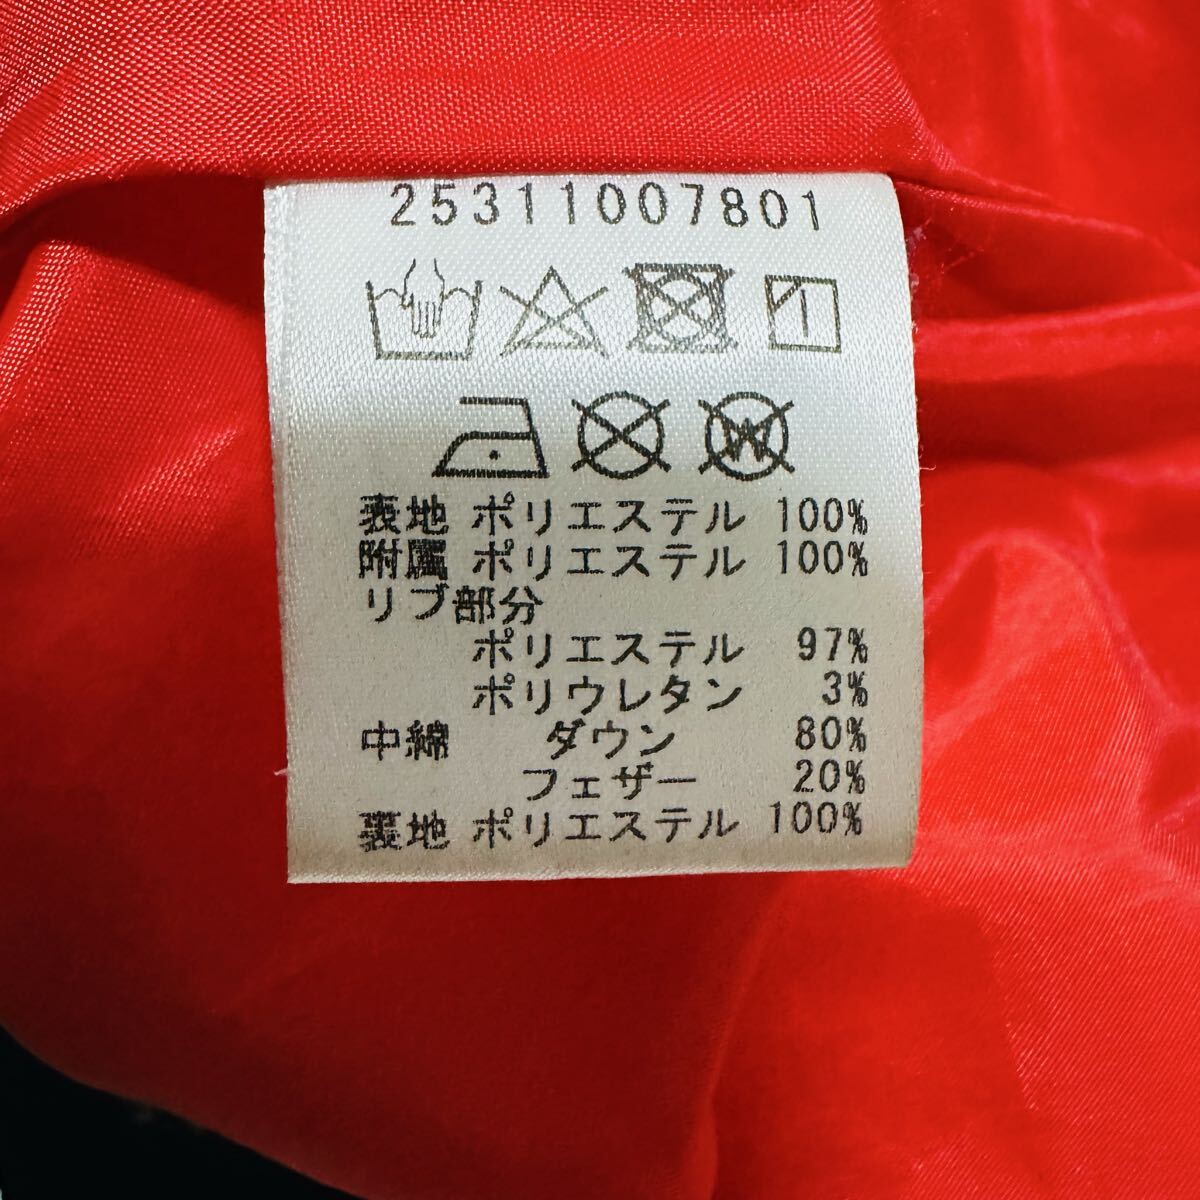 25311007801
W
表地 ポリエステル 100%
附属 ポリエステル 100%
リブ部分
ポリエステル 97%
ポリウレタン 3%
中綿 ダウン 80%
フェザー 20%
裏地 ポリエステル 100%